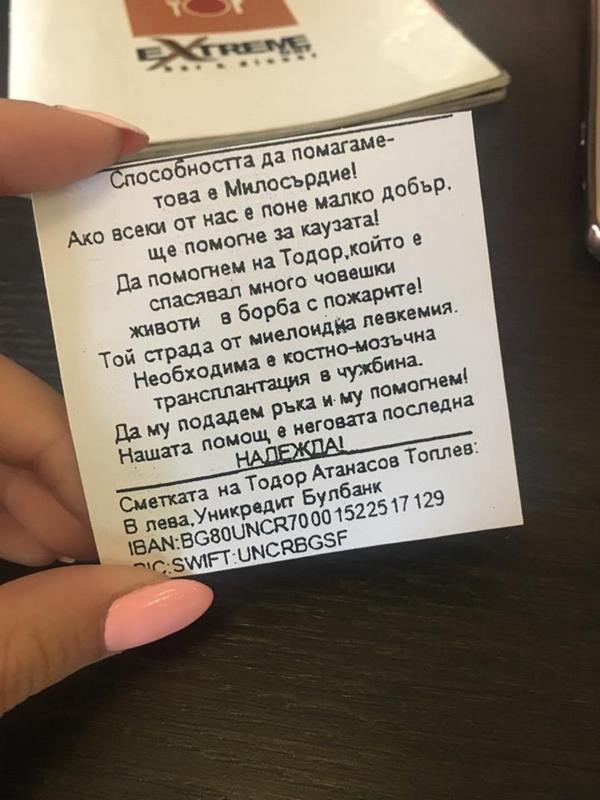 EXTREME
BAR & DINNER
Способността да помагаме-
това е Милосърдие!
Ако всеки от нас е поне малко добър,
ще помогне за каузата!
Да помогнем на Тодор,който е
спасявал много човешки
животи в борба с пожарите!
Той страда от миелоидна левкемия.
Необходима е костно-мозъчна
трансплантация в чужбина.
Да му подадем ръка и му помогнем!
Нашата помощ е неговата последна
НАДЕЖДА!
Сметката на Тодор Атанасов Топлев:
В лева,Уникредит Булбанк
IBAN:BG80UNCR70001522517129
BIC:SWIFT:UNCRBGSF